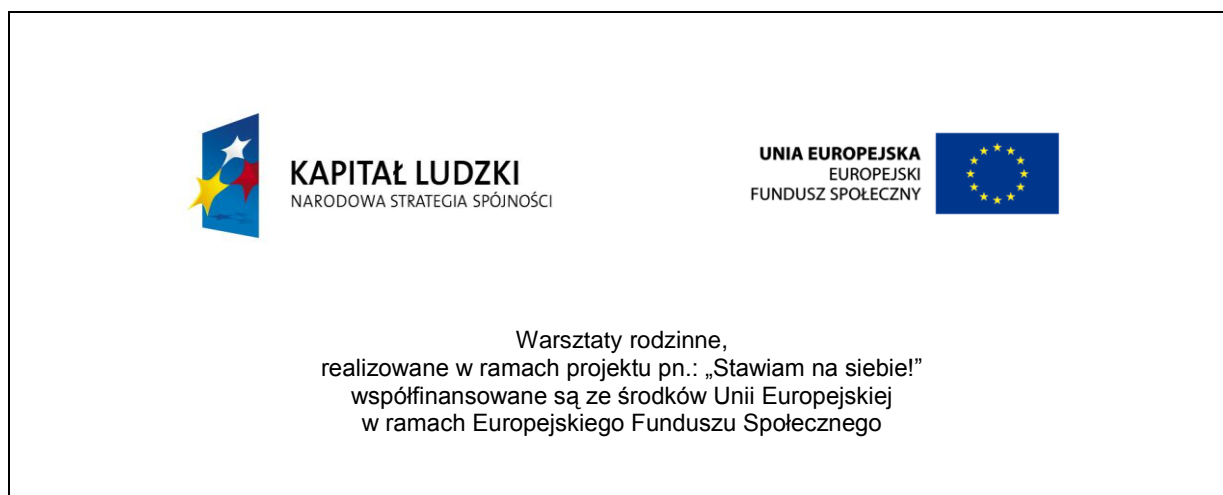 KAPITAŁ LUDZKI
NARODOWA STRATEGIA SPÓJNOŚCI
UNIA EUROPEJSKA
EUROPEJSKI
FUNDUSZ SPOŁECZNY
Warsztaty rodzinne,
realizowane w ramach projektu pn.: „Stawiam na siebie!”
współfinansowane są ze środków Unii Europejskiej
w ramach Europejskiego Funduszu Społecznego